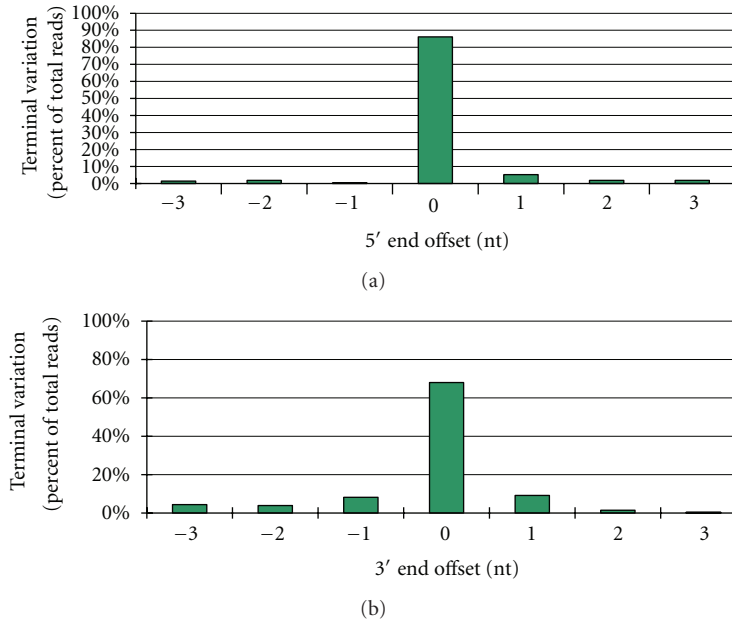 Terminal variation
(percent of total reads)
100%
90%
80%
70%
60%
50%
40%
30%
20%
10%
0%
−3 −2 −1 0 1 2 3
5′ end offset (nt)
(a)
Terminal variation
(percent of total reads)
100%
80%
60%
40%
20%
0%
−3 −2 −1 0 1 2 3
3′ end offset (nt)
(b)